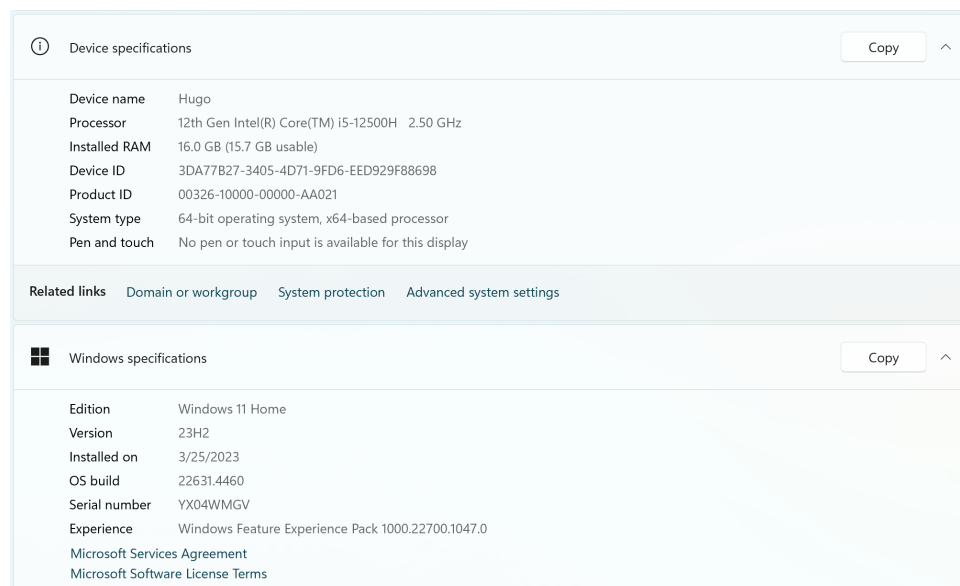 Device specifications Copy
Device name Hugo
Processor 12th Gen Intel(R) Core(TM) i5-12500H 2.50 GHz
Installed RAM 16.0 GB (15.7 GB usable)
Device ID 3DA77B27-3405-4D71-9FD6-EED929F88698
Product ID 00326-10000-00000-AA021
System type 64-bit operating system, x64-based processor
Pen and touch No pen or touch input is available for this display
Related links Domain or workgroup System protection Advanced system settings
Windows specifications Copy
Edition Windows 11 Home
Version 23H2
Installed on 3/25/2023
OS build 22631.4460
Serial number YX04WMGV
Experience Windows Feature Experience Pack 1000.22700.1047.0
Microsoft Services Agreement
Microsoft Software License Terms